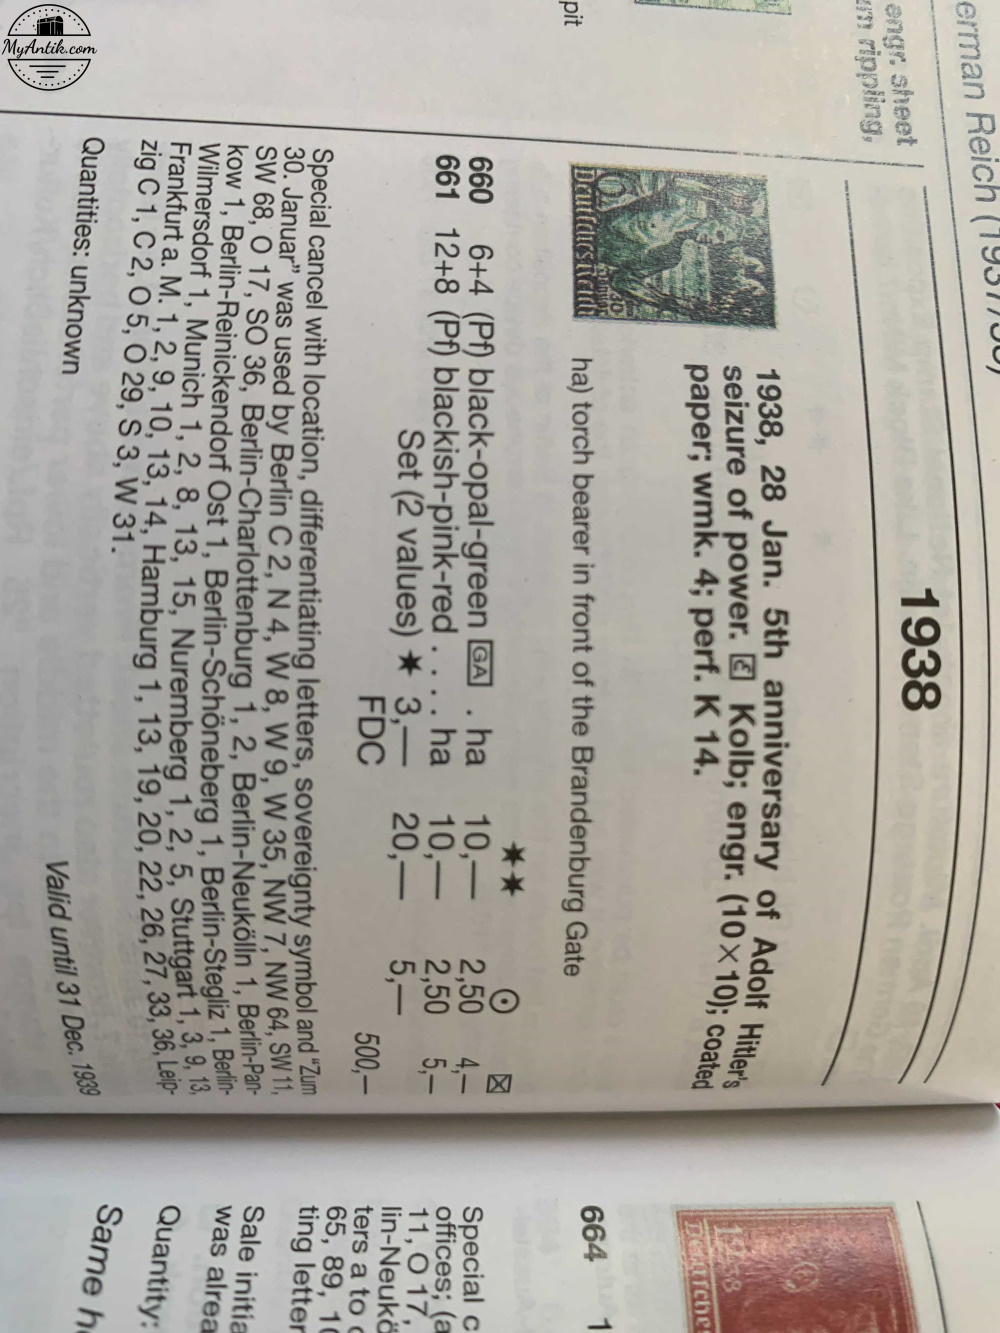 MyAntik.com
erman Reich (1937/38)
engr. sheet
um rippling,
pit
1938
1938, 28 Jan. 5th anniversary of Adolf Hitler's
seizure of power. Kolb; engr. (10 × 10); coated
paper; wmk. 4; perf. K 14.
Deutsches Reich
ha) torch bearer in front of the Brandenburg Gate
★★ ⊙ ☒
660 6+4 (Pf) black-opal-green GA . ha 10,— 2,50 4,—
661 12+8 (Pf) blackish-pink-red . . . . ha 10,— 2,50 5,—
Set (2 values) ★ 3,— 20,— 5,—
FDC 500,—
Special cancel with location, differentiating letters, sovereignty symbol and "Zum
30. Januar" was used by Berlin C 2, N 4, W 8, W 9, W 35, NW 7, NW 64, SW 11,
SW 68, O 17, SO 36, Berlin-Charlottenburg 1, 2, Berlin-Neukölln 1, Berlin-Pan-
kow 1, Berlin-Reinickendorf Ost 1, Berlin-Schöneberg 1, Berlin-Stegliz 1, Berlin-
Wilmersdorf 1, Munich 1, 2, 8, 13, 15, Nuremberg 1, 2, 5, Stuttgart 1, 3, 9, 13,
Frankfurt a. M. 1, 2, 9, 10, 13, 14, Hamburg 1, 13, 19, 20, 22, 26, 27, 33, 36, Leip-
zig C 1, C 2, O 5, O 29, S 3, W 31.
Quantities: unknown
Valid until 31 Dec. 1939
1938
664 1
Special c
offices: (a
11, O 17,
lin-Neukö
ters a to
65, 89, 10
ting letter
Sale initia
was alrea
Quantity:
Same h